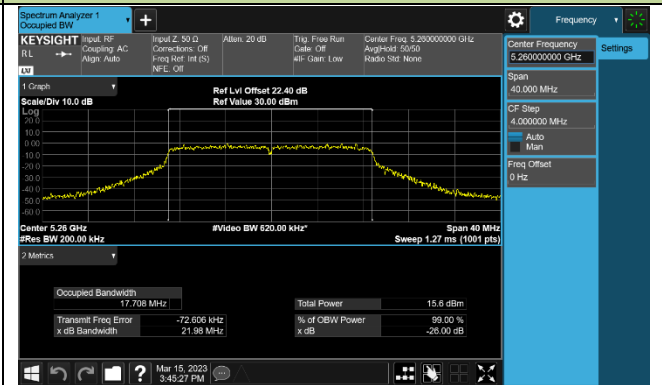 Spectrum Analyzer 1
Occupied BW
+
Frequency
KEYSIGHT
RL
LXI
Input: RF
Coupling: AC
Align: Auto
Input Z: 50 Ω
Corrections: Off
Freq Ref: Int (S)
NFE: Off
Atten: 20 dB
Trig: Free Run
Gate: Off
#IF Gain: Low
Center Freq: 5.260000000 GHz
Avg|Hold: 50/50
Radio Std: None
Center Frequency
5.260000000 GHz
Settings
Span
40.000 MHz
CF Step
4.000000 MHz
Auto
Man
Freq Offset
0 Hz
1 Graph
Scale/Div 10.0 dB
Ref Lvl Offset 22.40 dB
Ref Value 30.00 dBm
Log
20.0
10.0
0.00
-10.0
-20.0
-30.0
-40.0
-50.0
-60.0
Center 5.26 GHz
#Res BW 200.00 kHz
#Video BW 620.00 kHz*
Span 40 MHz
Sweep 1.27 ms (1001 pts)
2 Metrics
Occupied Bandwidth
17.708 MHz
Total Power 15.6 dBm
Transmit Freq Error -72.606 kHz
% of OBW Power 99.00 %
x dB Bandwidth 21.98 MHz
x dB -26.00 dB
?
Mar 15, 2023
3:45:27 PM